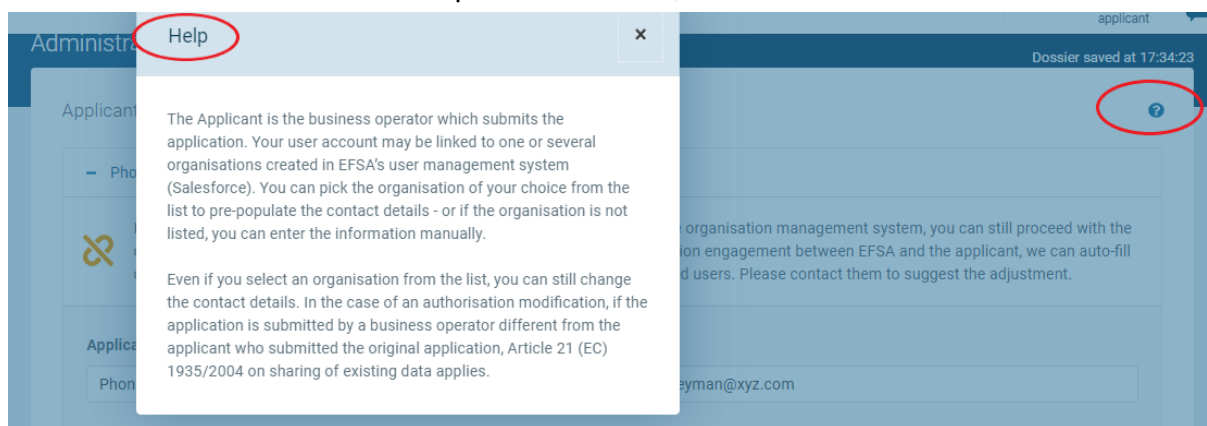 applicant
Administra
Help
×
Dossier saved at 17:34:23
Applicant
?
The Applicant is the business operator which submits the
application. Your user account may be linked to one or several
organisations created in EFSA's user management system
(Salesforce). You can pick the organisation of your choice from the
list to pre-populate the contact details - or if the organisation is not
listed, you can enter the information manually.
Even if you select an organisation from the list, you can still change
the contact details. In the case of an authorisation modification, if the
application is submitted by a business operator different from the
applicant who submitted the original application, Article 21 (EC)
1935/2004 on sharing of existing data applies.
− Pho
organisation management system, you can still proceed with the
ion engagement between EFSA and the applicant, we can auto-fill
d users. Please contact them to suggest the adjustment.
Applica
Phon
eyman@xyz.com